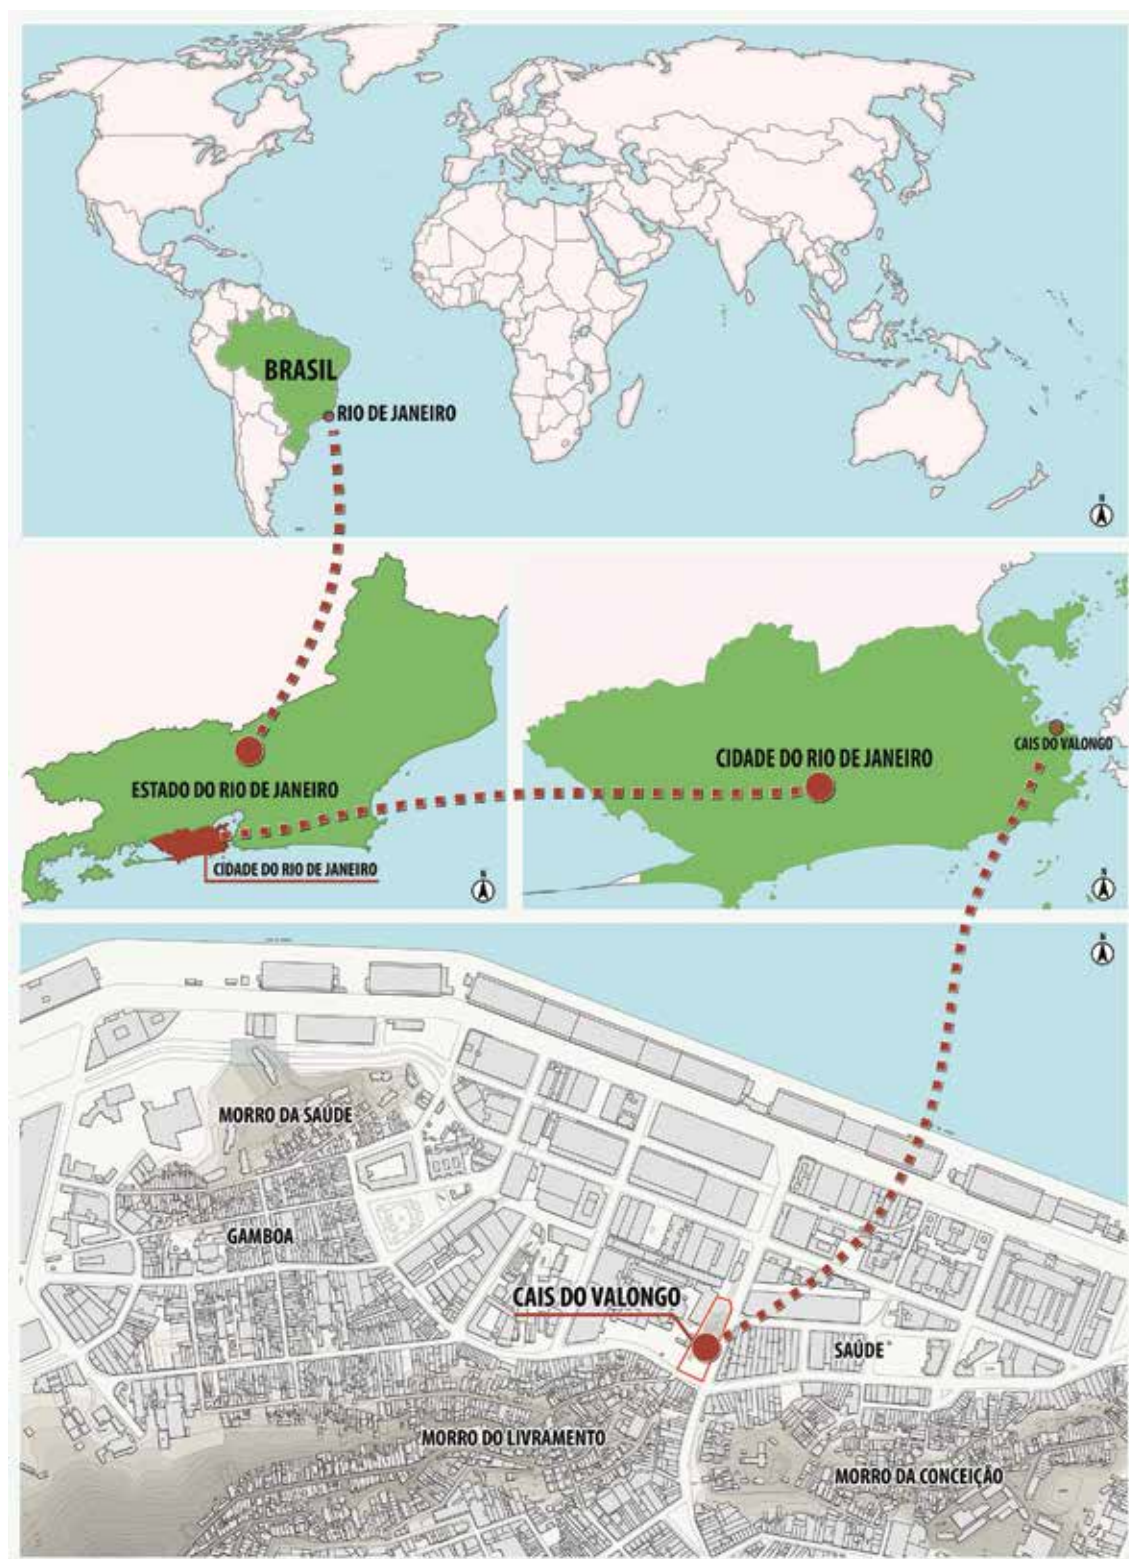 BRASIL
RIO DE JANEIRO
N
ESTADO DO RIO DE JANEIRO
CIDADE DO RIO DE JANEIRO
N
CIDADE DO RIO DE JANEIRO
CAIS DO VALONGO
N
N
MORRO DA SAÚDE
GAMBOA
CAIS DO VALONGO
SAÚDE
MORRO DO LIVRAMENTO
MORRO DA CONCEIÇÃO